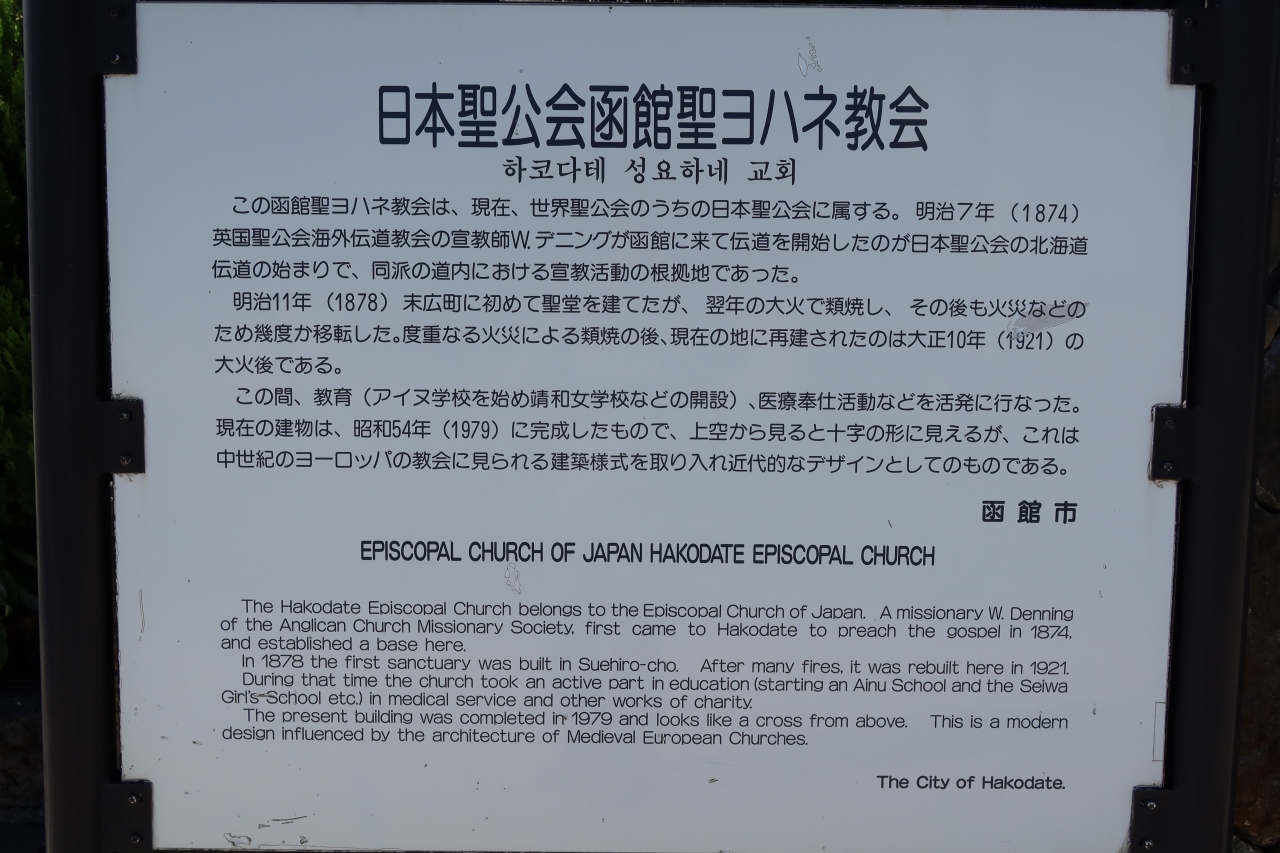 日本聖公会函館聖ヨハネ教会
하코다테 성요하네 교회
この函館聖ヨハネ教会は、現在、世界聖公会のうちの日本聖公会に属する。明治7年（1874）
英国聖公会海外伝道教会の宣教師W.デニングが函館に来て伝道を開始したのが日本聖公会の北海道
伝道の始まりで、同派の道内における宣教活動の根拠地であった。
明治11年（1878）末広町に初めて聖堂を建てたが、翌年の大火で類焼し、その後も火災などの
ため幾度か移転した。度重なる火災による類焼の後、現在の地に再建されたのは大正10年（1921）の
大火後である。
この間、教育（アイヌ学校を始め靖和女学校などの開設）、医療奉仕活動などを活発に行なった。
現在の建物は、昭和54年（1979）に完成したもので、上空から見ると十字の形に見えるが、これは
中世紀のヨーロッパの教会に見られる建築様式を取り入れ近代的なデザインとしてのものである。
函館市
EPISCOPAL CHURCH OF JAPAN HAKODATE EPISCOPAL CHURCH
The Hakodate Episcopal Church belongs to the Episcopal Church of Japan. A missionary W. Denning
of the Anglican Church Missionary Society, first came to Hakodate to preach the gospel in 1874,
and established a base here.
In 1878 the first sanctuary was built in Suehiro-cho. After many fires, it was rebuilt here in 1921.
During that time the church took an active part in education (starting an Ainu School and the Seiwa
Girl's School etc.) in medical service and other works of charity.
The present building was completed in 1979 and looks like a cross from above. This is a modern
design influenced by the architecture of Medieval European Churches.
The City of Hakodate.